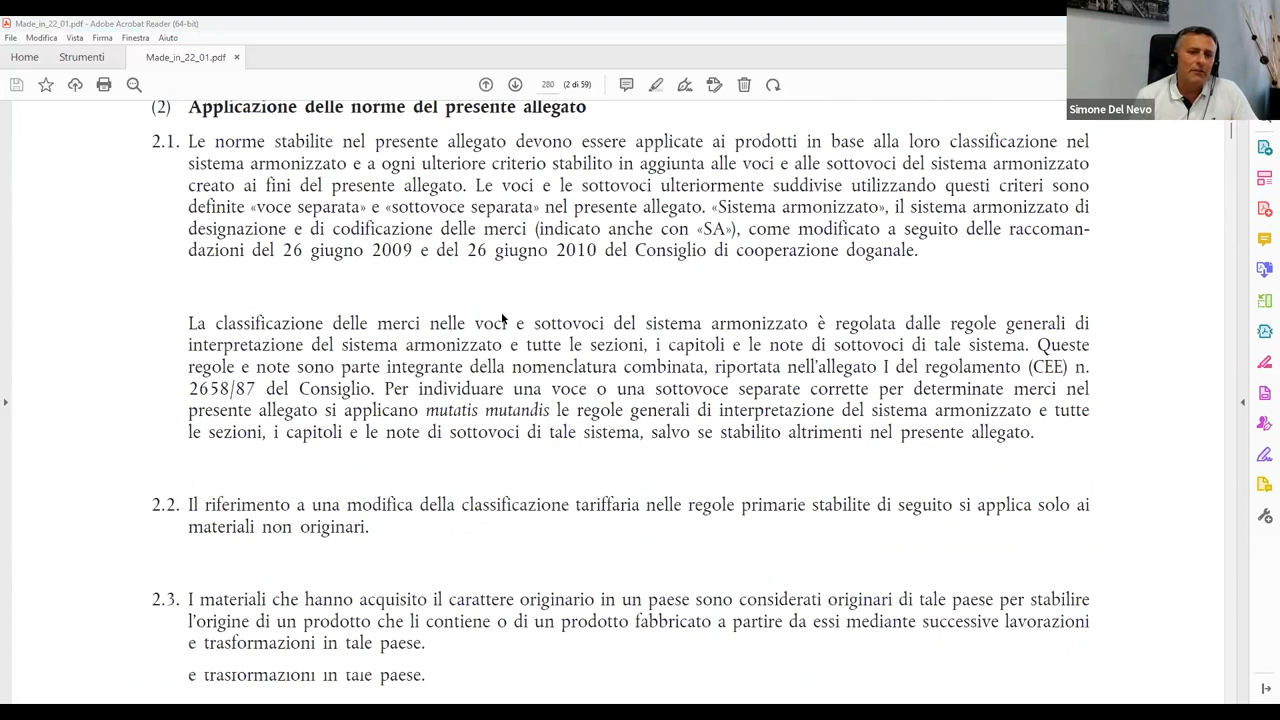 Made_in_22_01.pdf - Adobe Acrobat Reader (64-bit)
File Modifica Vista Firma Finestra Aiuto
Home Strumenti Made_in_22_01.pdf ×
280 (2 di 59)
Simone Del Nevo
(2) Applicazione delle norme del presente allegato
2.1. Le norme stabilite nel presente allegato devono essere applicate ai prodotti in base alla loro classificazione nel
sistema armonizzato e a ogni ulteriore criterio stabilito in aggiunta alle voci e alle sottovoci del sistema armonizzato
creato ai fini del presente allegato. Le voci e le sottovoci ulteriormente suddivise utilizzando questi criteri sono
definite «voce separata» e «sottovoce separata» nel presente allegato. «Sistema armonizzato», il sistema armonizzato di
designazione e di codificazione delle merci (indicato anche con «SA»), come modificato a seguito delle raccoman-
dazioni del 26 giugno 2009 e del 26 giugno 2010 del Consiglio di cooperazione doganale.
La classificazione delle merci nelle voci e sottovoci del sistema armonizzato è regolata dalle regole generali di
interpretazione del sistema armonizzato e tutte le sezioni, i capitoli e le note di sottovoci di tale sistema. Queste
regole e note sono parte integrante della nomenclatura combinata, riportata nell'allegato I del regolamento (CEE) n.
2658/87 del Consiglio. Per individuare una voce o una sottovoce separate corrette per determinate merci nel
presente allegato si applicano mutatis mutandis le regole generali di interpretazione del sistema armonizzato e tutte
le sezioni, i capitoli e le note di sottovoci di tale sistema, salvo se stabilito altrimenti nel presente allegato.
2.2. Il riferimento a una modifica della classificazione tariffaria nelle regole primarie stabilite di seguito si applica solo ai
materiali non originari.
2.3. I materiali che hanno acquisito il carattere originario in un paese sono considerati originari di tale paese per stabilire
l'origine di un prodotto che li contiene o di un prodotto fabbricato a partire da essi mediante successive lavorazioni
e trasformazioni in tale paese.
e trasformazioni in tale paese.